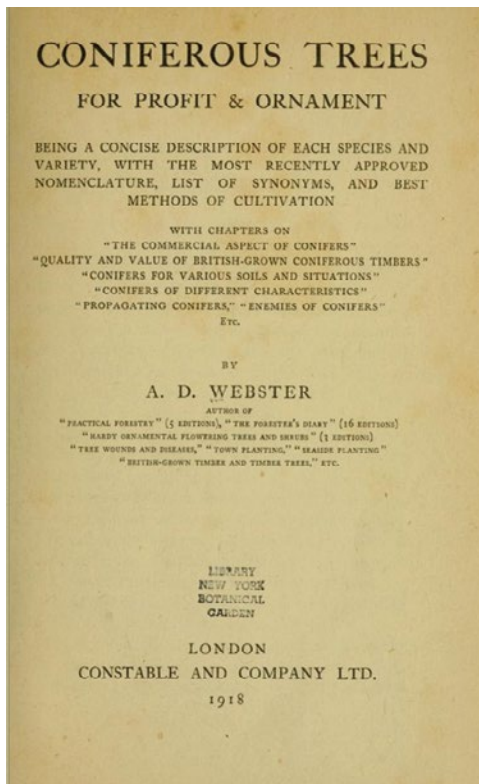 CONIFEROUS TREES
FOR PROFIT & ORNAMENT
BEING A CONCISE DESCRIPTION OF EACH SPECIES AND
VARIETY, WITH THE MOST RECENTLY APPROVED
NOMENCLATURE, LIST OF SYNONYMS, AND BEST
METHODS OF CULTIVATION
WITH CHAPTERS ON
"THE COMMERCIAL ASPECT OF CONIFERS"
"QUALITY AND VALUE OF BRITISH-GROWN CONIFEROUS TIMBERS"
"CONIFERS FOR VARIOUS SOILS AND SITUATIONS"
"CONIFERS OF DIFFERENT CHARACTERISTICS"
"PROPAGATING CONIFERS," "ENEMIES OF CONIFERS"
ETC.
BY
A. D. WEBSTER
AUTHOR OF
"PRACTICAL FORESTRY" (5 EDITIONS), "THE FORESTER'S DIARY" (16 EDITIONS)
"HARDY ORNAMENTAL FLOWERING TREES AND SHRUBS" (3 EDITIONS)
"TREE WOUNDS AND DISEASES," "TOWN PLANTING," "SEASIDE PLANTING"
"BRITISH-GROWN TIMBER AND TIMBER TREES," ETC.
LIBRARY
NEW YORK
BOTANICAL
GARDEN
LONDON
CONSTABLE AND COMPANY LTD.
1918